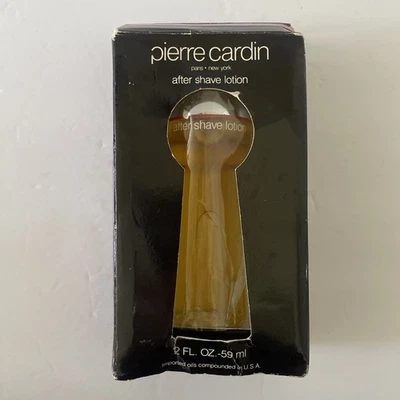 pierre cardin
paris • new york
after shave lotion
after shave lotion
2 FL. OZ.-59 ml
imported oils compounded in U.S.A.